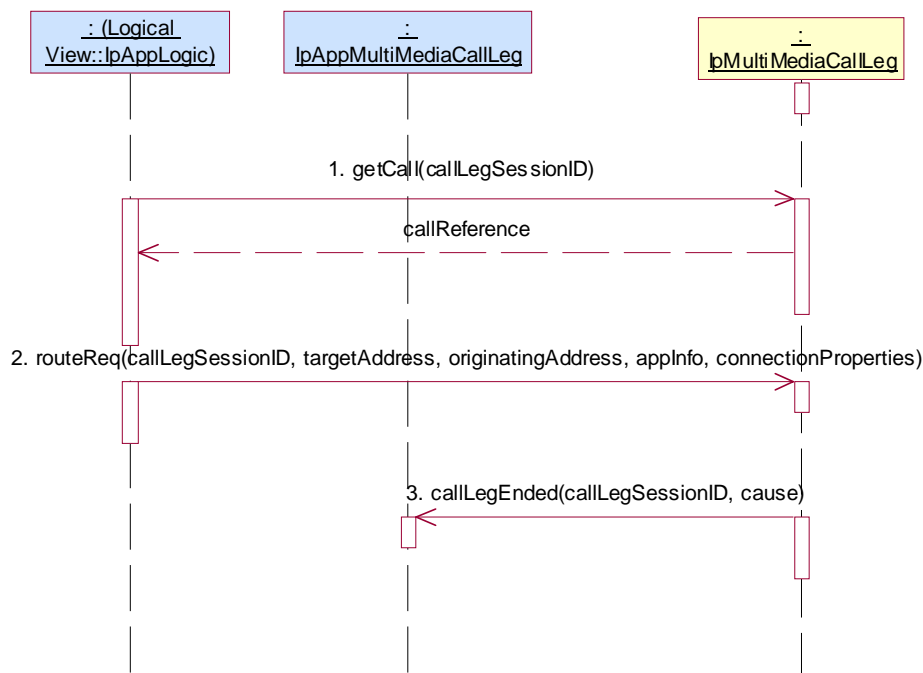 : (Logical
View::IpAppLogic)
:
IpAppMultiMediaCallLeg
:
IpMultiMediaCallLeg
1. getCall(callLegSessionID)
callReference
2. routeReq(callLegSessionID, targetAddress, originatingAddress, appInfo, connectionProperties)
3. callLegEnded(callLegSessionID, cause)